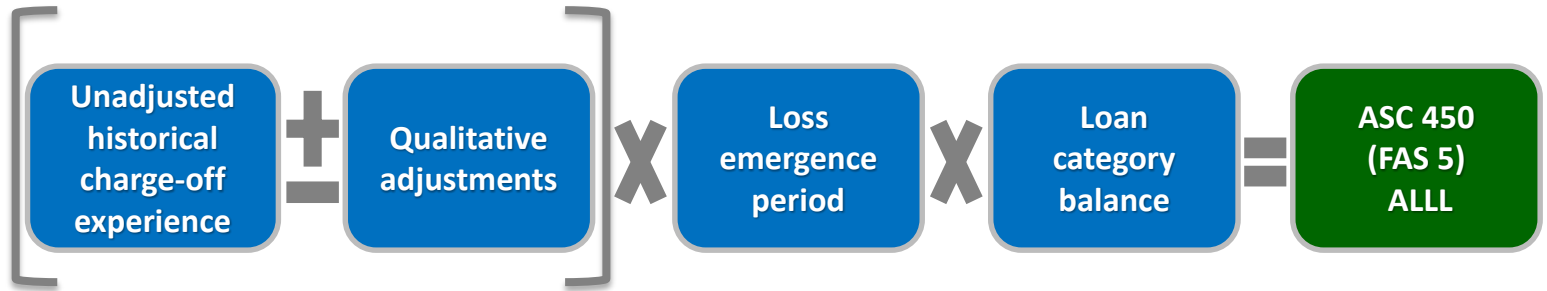 Unadjusted
historical
charge-off
experience
+
−
Qualitative
adjustments
×
Loss
emergence
period
×
Loan
category
balance
=
ASC 450
(FAS 5)
ALLL